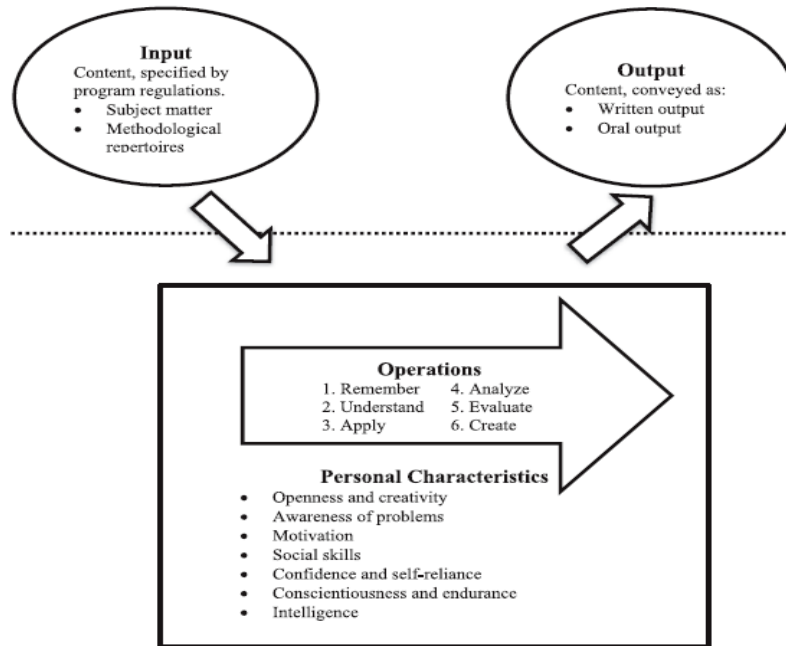 Input
Content, specified by
program regulations.
• Subject matter
• Methodological
repertoires
Output
Content, conveyed as:
• Written output
• Oral output
Operations
1. Remember 4. Analyze
2. Understand 5. Evaluate
3. Apply 6. Create
Personal Characteristics
• Openness and creativity
• Awareness of problems
• Motivation
• Social skills
• Confidence and self-reliance
• Conscientiousness and endurance
• Intelligence